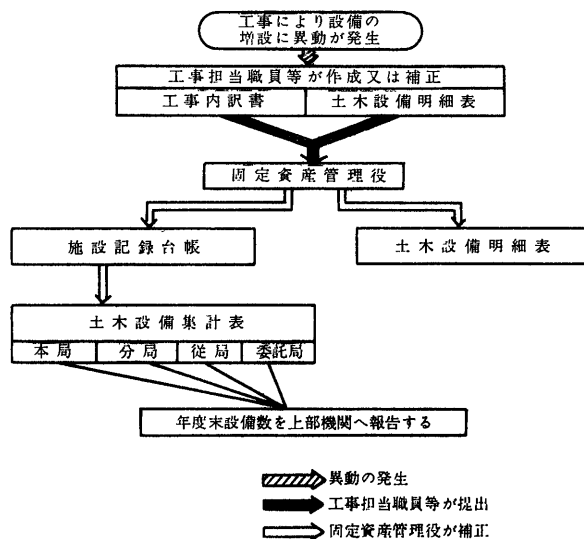 工事により設備の
増設に異動が発生
工事担当職員等が作成又は補正
工事内訳書
土木設備明細表
固定資産管理役
施設記録台帳
土木設備明細表
土木設備集計表
本局
分局
従局
委託局
年度末設備数を上部機関へ報告する
異動の発生
工事担当職員等が提出
固定資産管理役が補正